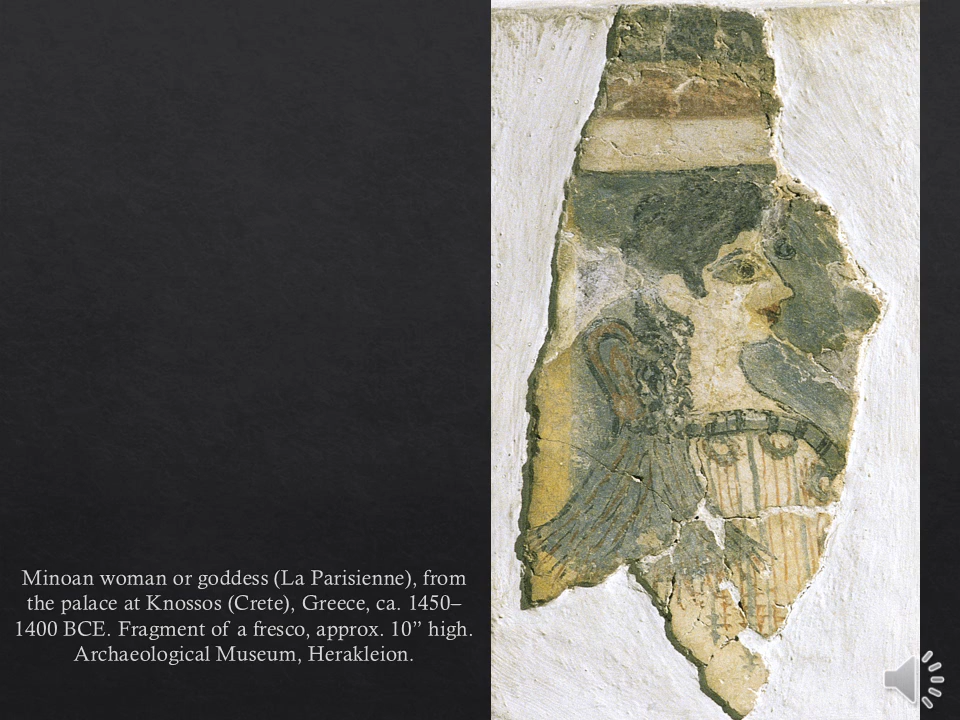 Minoan woman or goddess (La Parisienne), from
the palace at Knossos (Crete), Greece, ca. 1450–
1400 BCE. Fragment of a fresco, approx. 10” high.
Archaeological Museum, Herakleion.